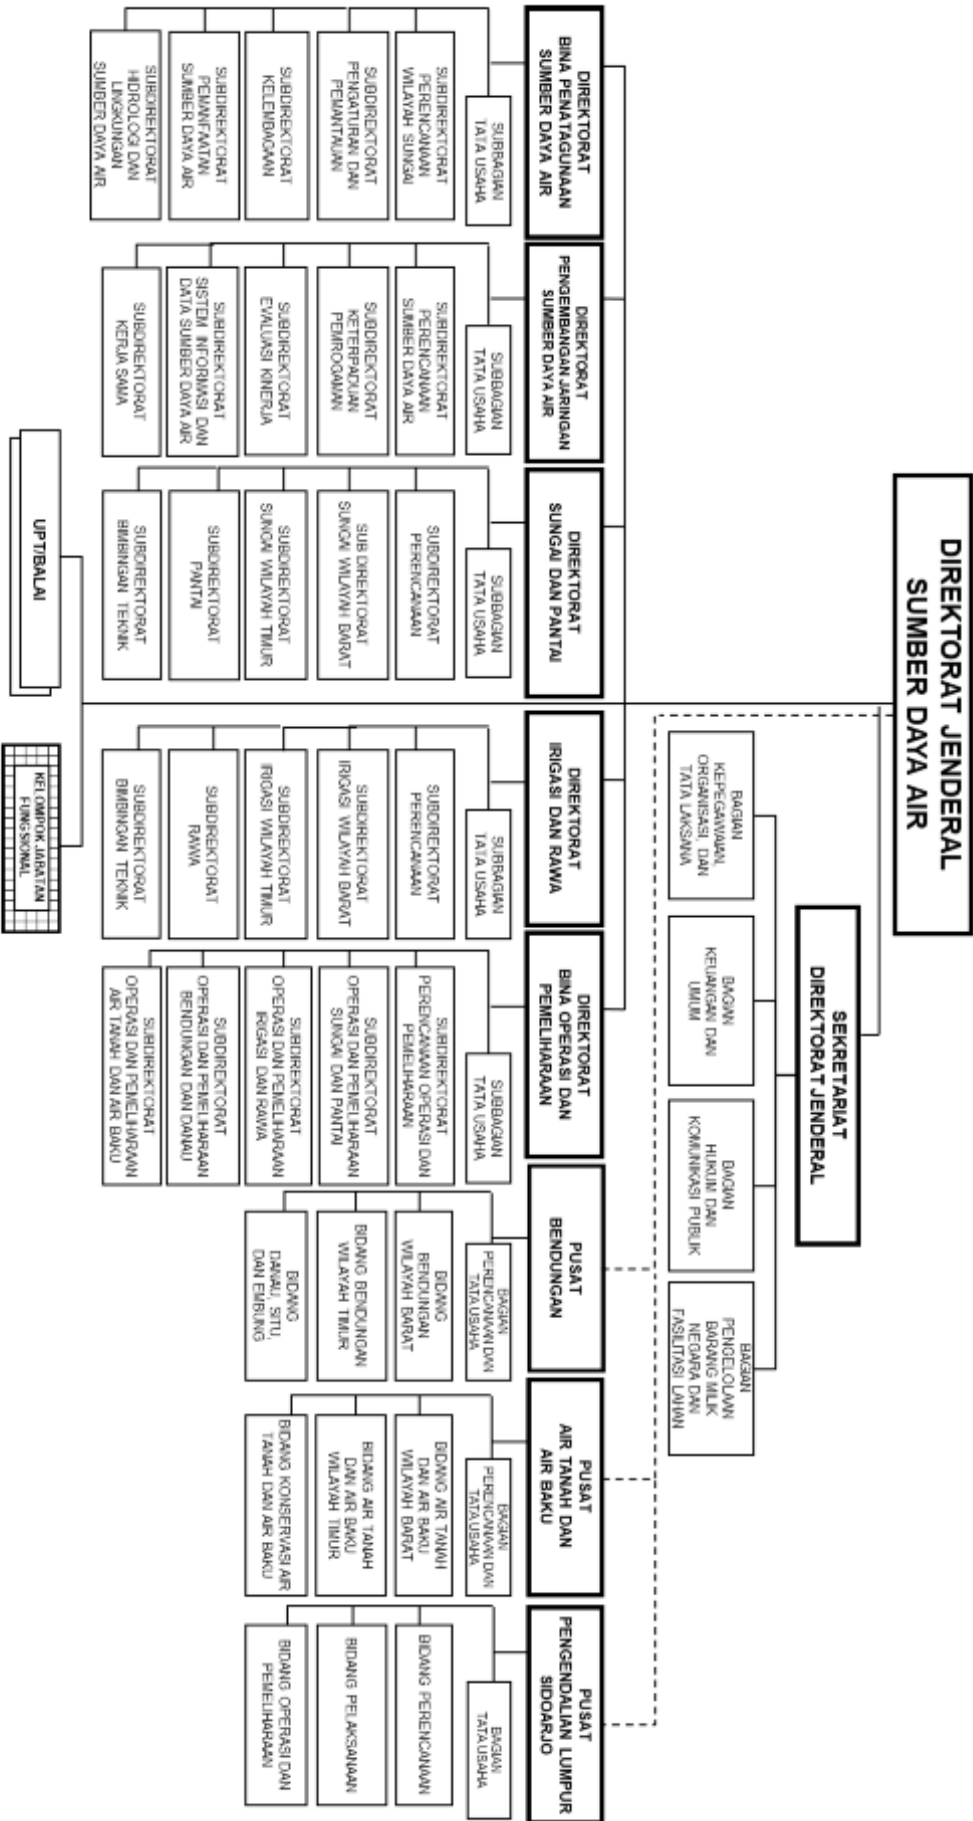 DIREKTORAT JENDERAL
SUMBER DAYA AIR
SEKRETARIAT
DIREKTORAT JENDERAL
BAGIAN
KEPEGAWAIAN,
ORGANISASI, DAN
TATA LAKSANA
BAGIAN
KEUANGAN DAN
UMUM
BAGIAN
HUKUM DAN
KOMUNIKASI PUBLIK
BAGIAN
PENGELOLAAN
BARANG MILIK
NEGARA DAN
FASILITASI LAHAN
DIREKTORAT
BINA PENATAGUNAAN
SUMBER DAYA AIR
SUBBAGIAN
TATA USAHA
SUBDIREKTORAT
PERENCANAAN
WILAYAH SUNGAI
SUBDIREKTORAT
PENGATURAN DAN
PEMANTAUAN
SUBDIREKTORAT
KELEMBAGAAN
SUBDIREKTORAT
PEMANFAATAN
SUMBER DAYA AIR
SUBDIREKTORAT
HIDROLOGI DAN
LINGKUNGAN
SUMBER DAYA AIR
DIREKTORAT
PENGEMBANGAN JARINGAN
SUMBER DAYA AIR
SUBBAGIAN
TATA USAHA
SUBDIREKTORAT
PERENCANAAN
SUMBER DAYA AIR
SUBDIREKTORAT
KETERPADUAN
PEMROGAMAN
SUBDIREKTORAT
EVALUASI KINERJA
SUBDIREKTORAT
SISTEM INFORMASI DAN
DATA SUMBER DAYA AIR
SUBDIREKTORAT
KERJA SAMA
DIREKTORAT
SUNGAI DAN PANTAI
SUBBAGIAN
TATA USAHA
SUBDIREKTORAT
PERENCANAAN
SUB DIREKTORAT
SUNGAI WILAYAH BARAT
SUBDIREKTORAT
SUNGAI WILAYAH TIMUR
SUBDIREKTORAT
PANTAI
SUBDIREKTORAT
BIMBINGAN TEKNIK
DIREKTORAT
IRIGASI DAN RAWA
SUBBAGIAN
TATA USAHA
SUBDIREKTORAT
PERENCANAAN
SUBDIREKTORAT
IRIGASI WILAYAH BARAT
SUBDIREKTORAT
IRIGASI WILAYAH TIMUR
SUBDIREKTORAT
RAWA
SUBDIREKTORAT
BIMBINGAN TEKNIK
DIREKTORAT
BINA OPERASI DAN
PEMELIHARAAN
SUBBAGIAN
TATA USAHA
SUBDIREKTORAT
PERENCANAAN OPERASI DAN
PEMELIHARAAN
SUBDIREKTORAT
OPERASI DAN PEMELIHARAAN
SUNGAI DAN PANTAI
SUBDIREKTORAT
OPERASI DAN PEMELIHARAAN
IRIGASI DAN RAWA
SUBDIREKTORAT
OPERASI DAN PEMELIHARAAN
BENDUNGAN DAN DANAU
SUBDIREKTORAT
OPERASI DAN PEMELIHARAAN
AIR TANAH DAN AIR BAKU
PUSAT
BENDUNGAN
BAGIAN
PERENCANAAN DAN
TATA USAHA
BIDANG
BENDUNGAN
WILAYAH BARAT
BIDANG BENDUNGAN
WILAYAH TIMUR
BIDANG
DANAU, SITU,
DAN EMBUNG
PUSAT
AIR TANAH DAN
AIR BAKU
BAGIAN
PERENCANAAN DAN
TATA USAHA
BIDANG AIR TANAH
DAN AIR BAKU
WILAYAH BARAT
BIDANG AIR TANAH
DAN AIR BAKU
WILAYAH TIMUR
BIDANG KONSERVASI AIR
TANAH DAN AIR BAKU
PUSAT
PENGENDALIAN LUMPUR
SIDOARJO
BAGIAN
TATA USAHA
BIDANG PERENCANAAN
BIDANG PELAKSANAAN
BIDANG OPERASI DAN
PEMELIHARAAN
UPT/BALAI
KELOMPOK JABATAN
FUNGSIONAL